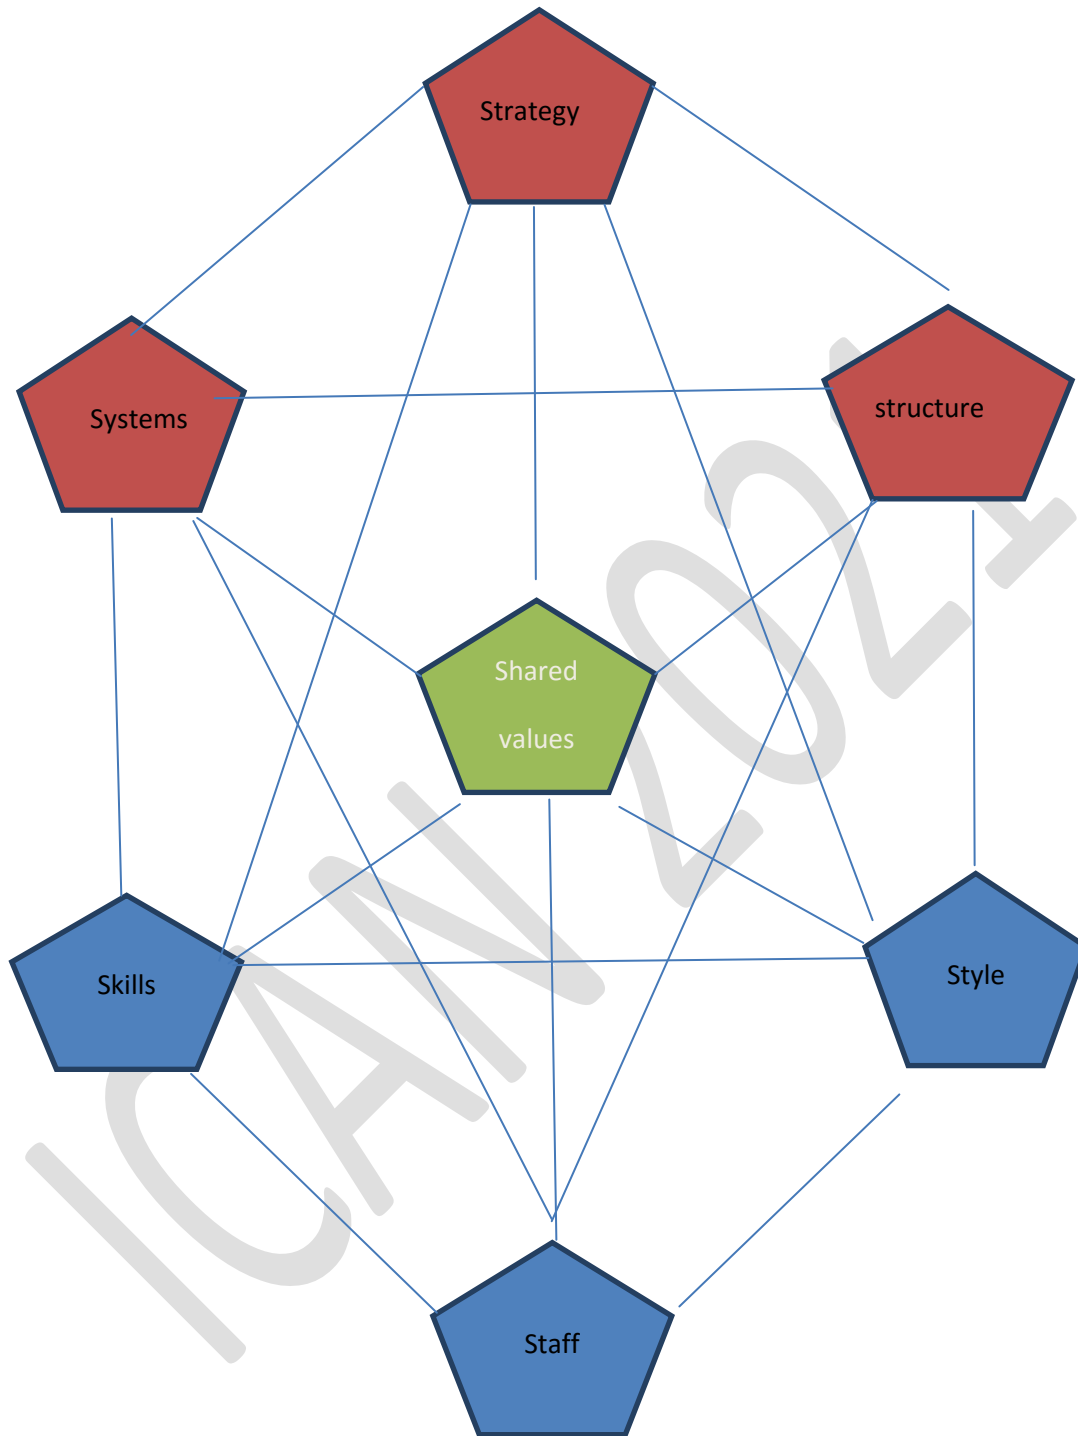 Strategy
Systems
structure
Shared
values
Skills
Style
Staff
ICAN 2021